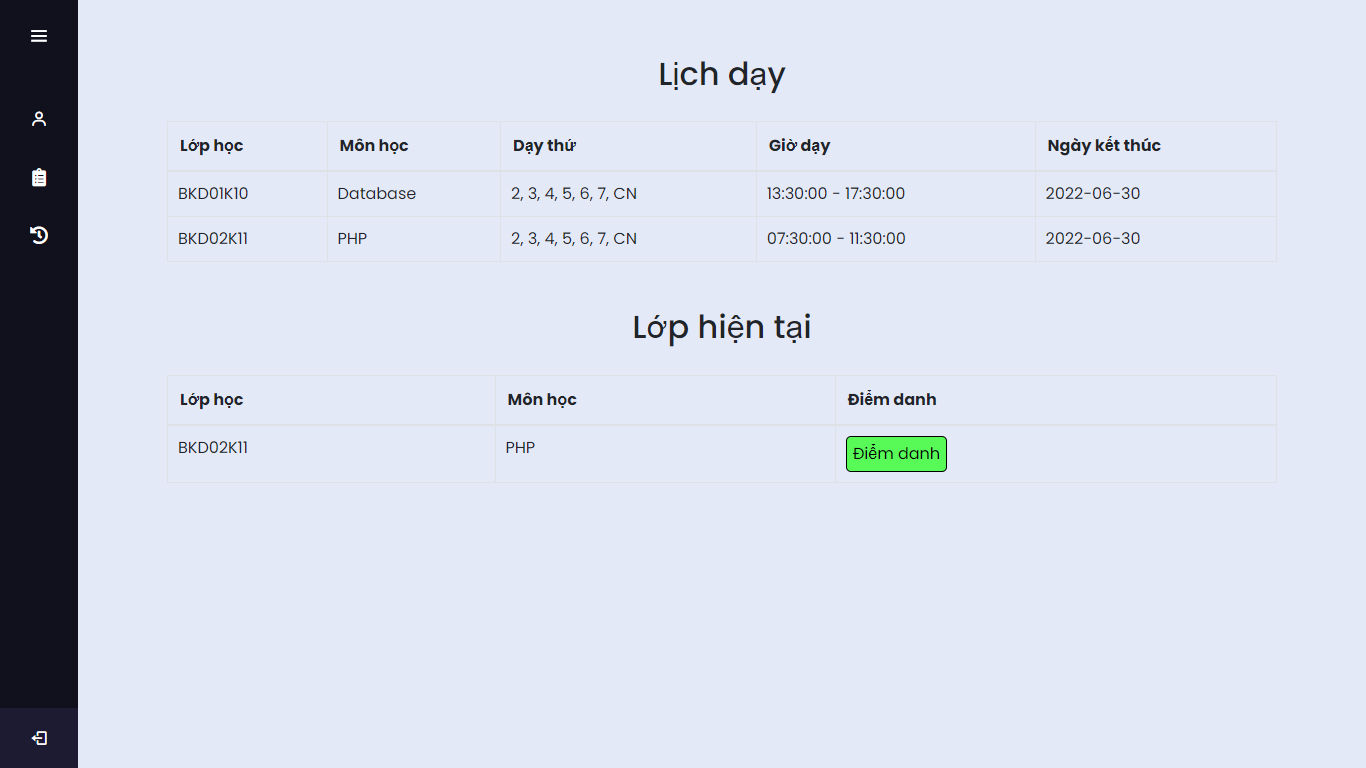 Lịch dạy
Lớp học Môn học Dạy thứ Giờ dạy Ngày kết thúc
BKD01K10 Database 2, 3, 4, 5, 6, 7, CN 13:30:00 - 17:30:00 2022-06-30
BKD02K11 PHP 2, 3, 4, 5, 6, 7, CN 07:30:00 - 11:30:00 2022-06-30
Lớp hiện tại
Lớp học Môn học Điểm danh
BKD02K11 PHP Điểm danh